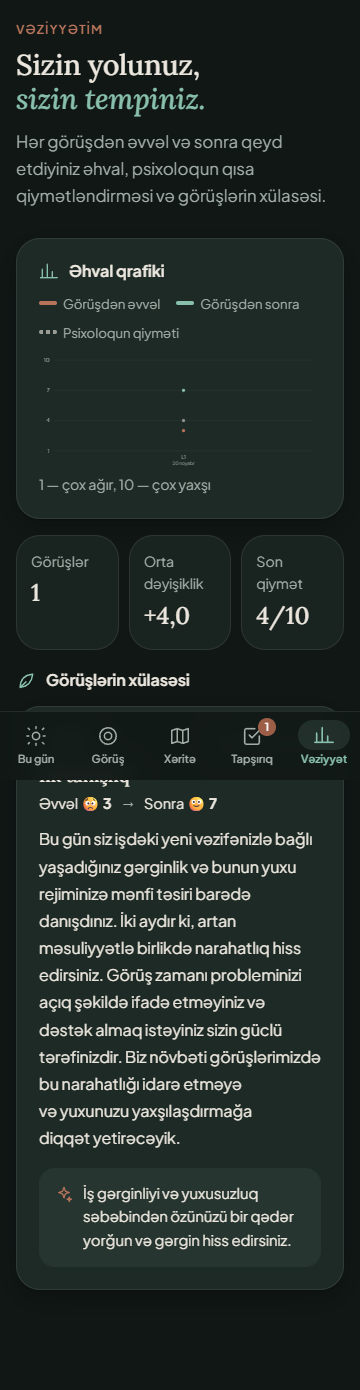 VƏZİYYƏTİM
Sizin yolunuz,
sizin tempiniz.
Hər görüşdən əvvəl və sonra qeyd
etdiyiniz əhval, psixoloqun qısa
qiymətləndirməsi və görüşlərin xülasəsi.
Əhval qrafiki
Görüşdən əvvəl
Görüşdən sonra
Psixoloqun qiyməti
10
7
4
1
1 — çox ağır, 10 — çox yaxşı
Görüşlər
1
Orta
dəyişiklik
+4,0
Son
qiymət
4/10
Görüşlərin xülasəsi
1
Bu gün
Görüş
Xəritə
Tapşırıq
Vəziyyət
Əvvəl 3 → Sonra 7
Bu gün siz işdəki yeni vəzifənizlə bağlı
yaşadığınız gərginlik və bunun yuxu
rejiminizə mənfi təsiri barədə
danışdınız. İki aydır ki, artan
məsuliyyətlə birlikdə narahatlıq hiss
edirsiniz. Görüş zamanı probleminizi
açıq şəkildə ifadə etməyiniz və
dəstək almaq istəyiniz sizin güclü
tərəfinizdir. Biz növbəti görüşlərimizdə
bu narahatlığı idarə etməyə
və yuxunuzu yaxşılaşdırmağa
diqqət yetirəcəyik.
İş gərginliyi və yuxusuzluq
səbəbindən özünüzü bir qədər
yorğun və gərgin hiss edirsiniz.